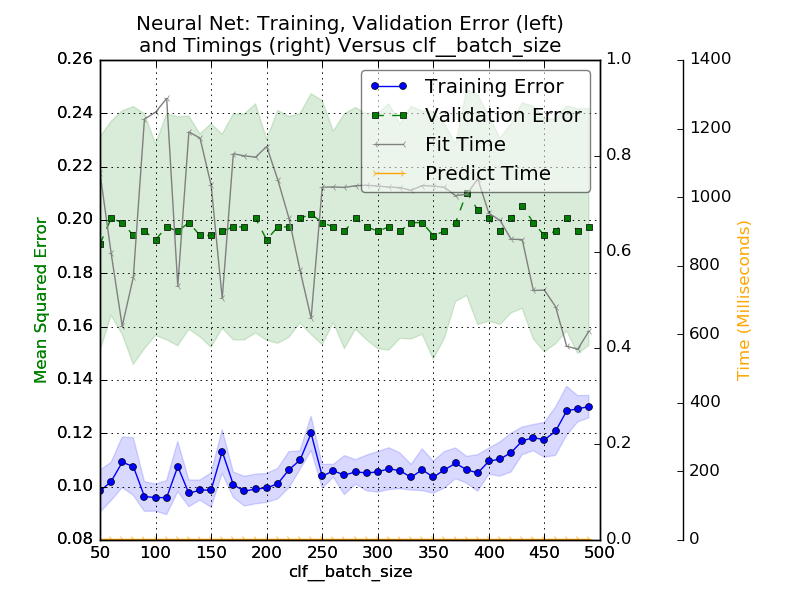 Neural Net: Training, Validation Error (left)
and Timings (right) Versus clf__batch_size
Training Error
Validation Error
Fit Time
Predict Time
Mean Squared Error
0.26
0.24
0.22
0.20
0.18
0.16
0.14
0.12
0.10
0.08
1.0
0.8
0.6
0.4
0.2
0.0
1400
1200
1000
800
600
400
200
0
Time (Milliseconds)
50 100 150 200 250 300 350 400 450 500
clf__batch_size